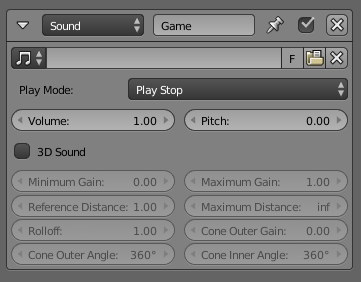 Sound Game
F
Play Mode: Play Stop
Volume: 1.00 Pitch: 0.00
3D Sound
Minimum Gain: 0.00 Maximum Gain: 1.00
Reference Distance: 1.00 Maximum Distance: inf
Rolloff: 1.00 Cone Outer Gain: 0.00
Cone Outer Angle: 360° Cone Inner Angle: 360°